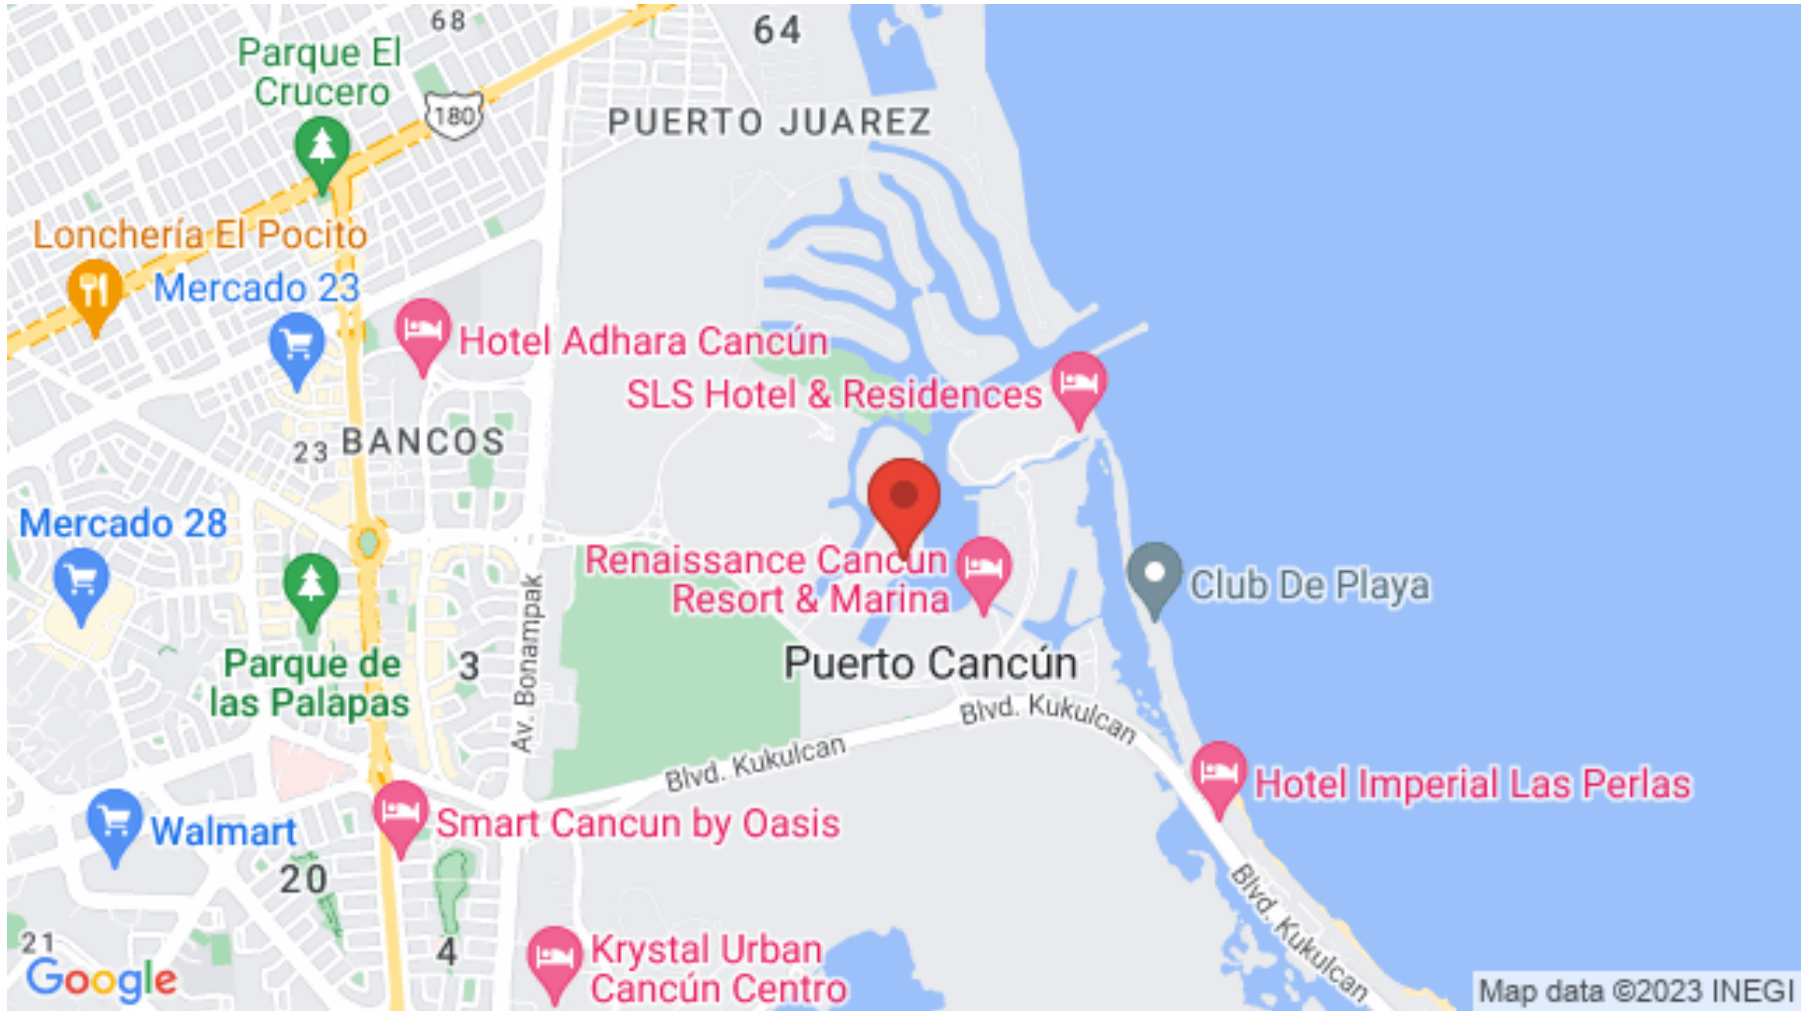 68
64
Parque El
Crucero
180
PUERTO JUAREZ
Lonchería El Pocito
Mercado 23
Hotel Adhara Cancún
SLS Hotel & Residences
23
BANCOS
Mercado 28
Renaissance Cancun
Resort & Marina
Club De Playa
Parque de
las Palapas
3
Av. Bonampak
Puerto Cancún
Blvd. Kukulcan
Blvd. Kukulcan
Hotel Imperial Las Perlas
Walmart
Smart Cancun by Oasis
20
Blvd. Kukulcan
21
4
Krystal Urban
Cancún Centro
Google
Map data ©2023 INEGI